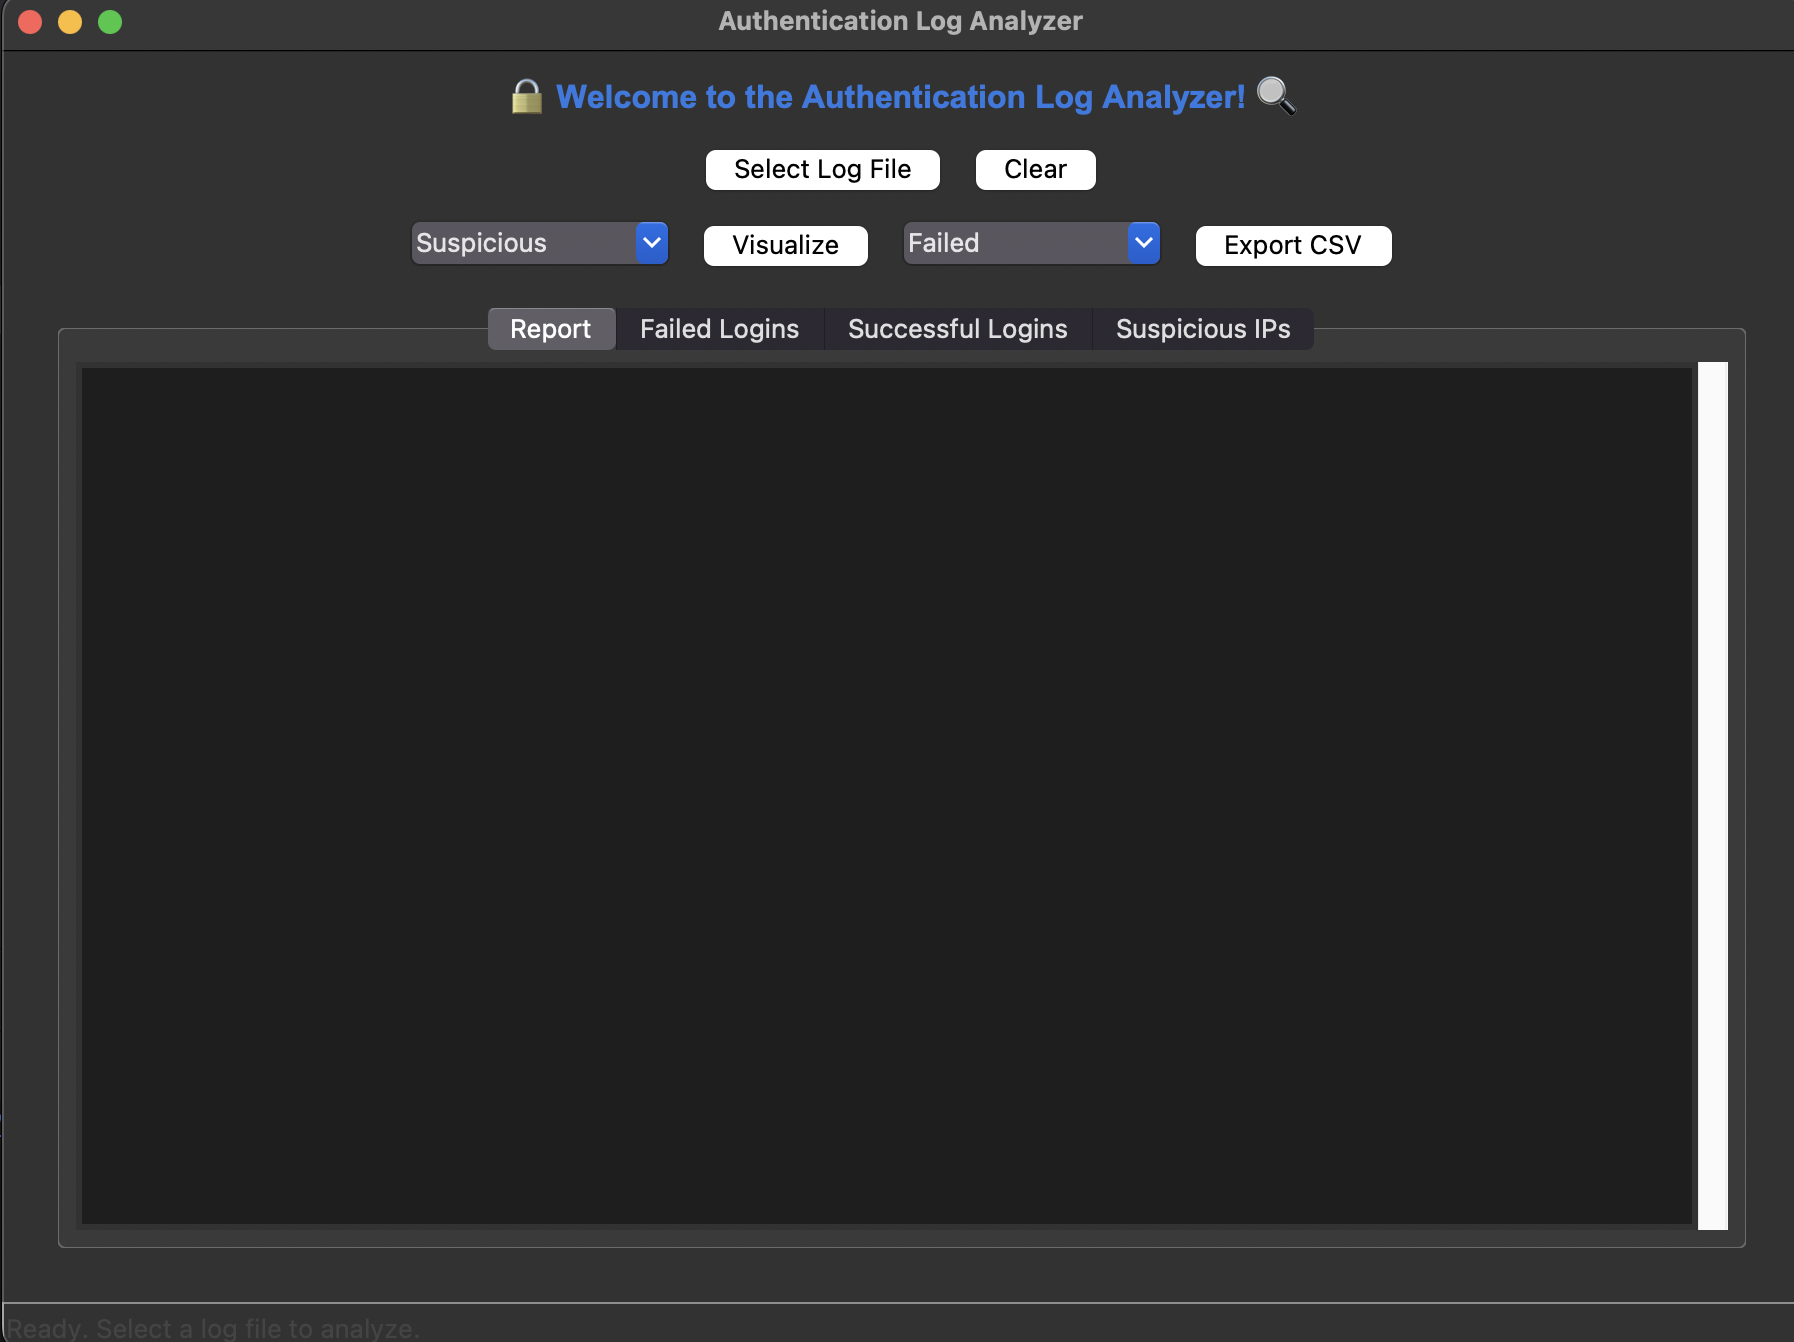 Authentication Log Analyzer
🔒 Welcome to the Authentication Log Analyzer! 🔍
Select Log File Clear
Suspicious Visualize Failed Export CSV
Report Failed Logins Successful Logins Suspicious IPs
Ready. Select a log file to analyze.